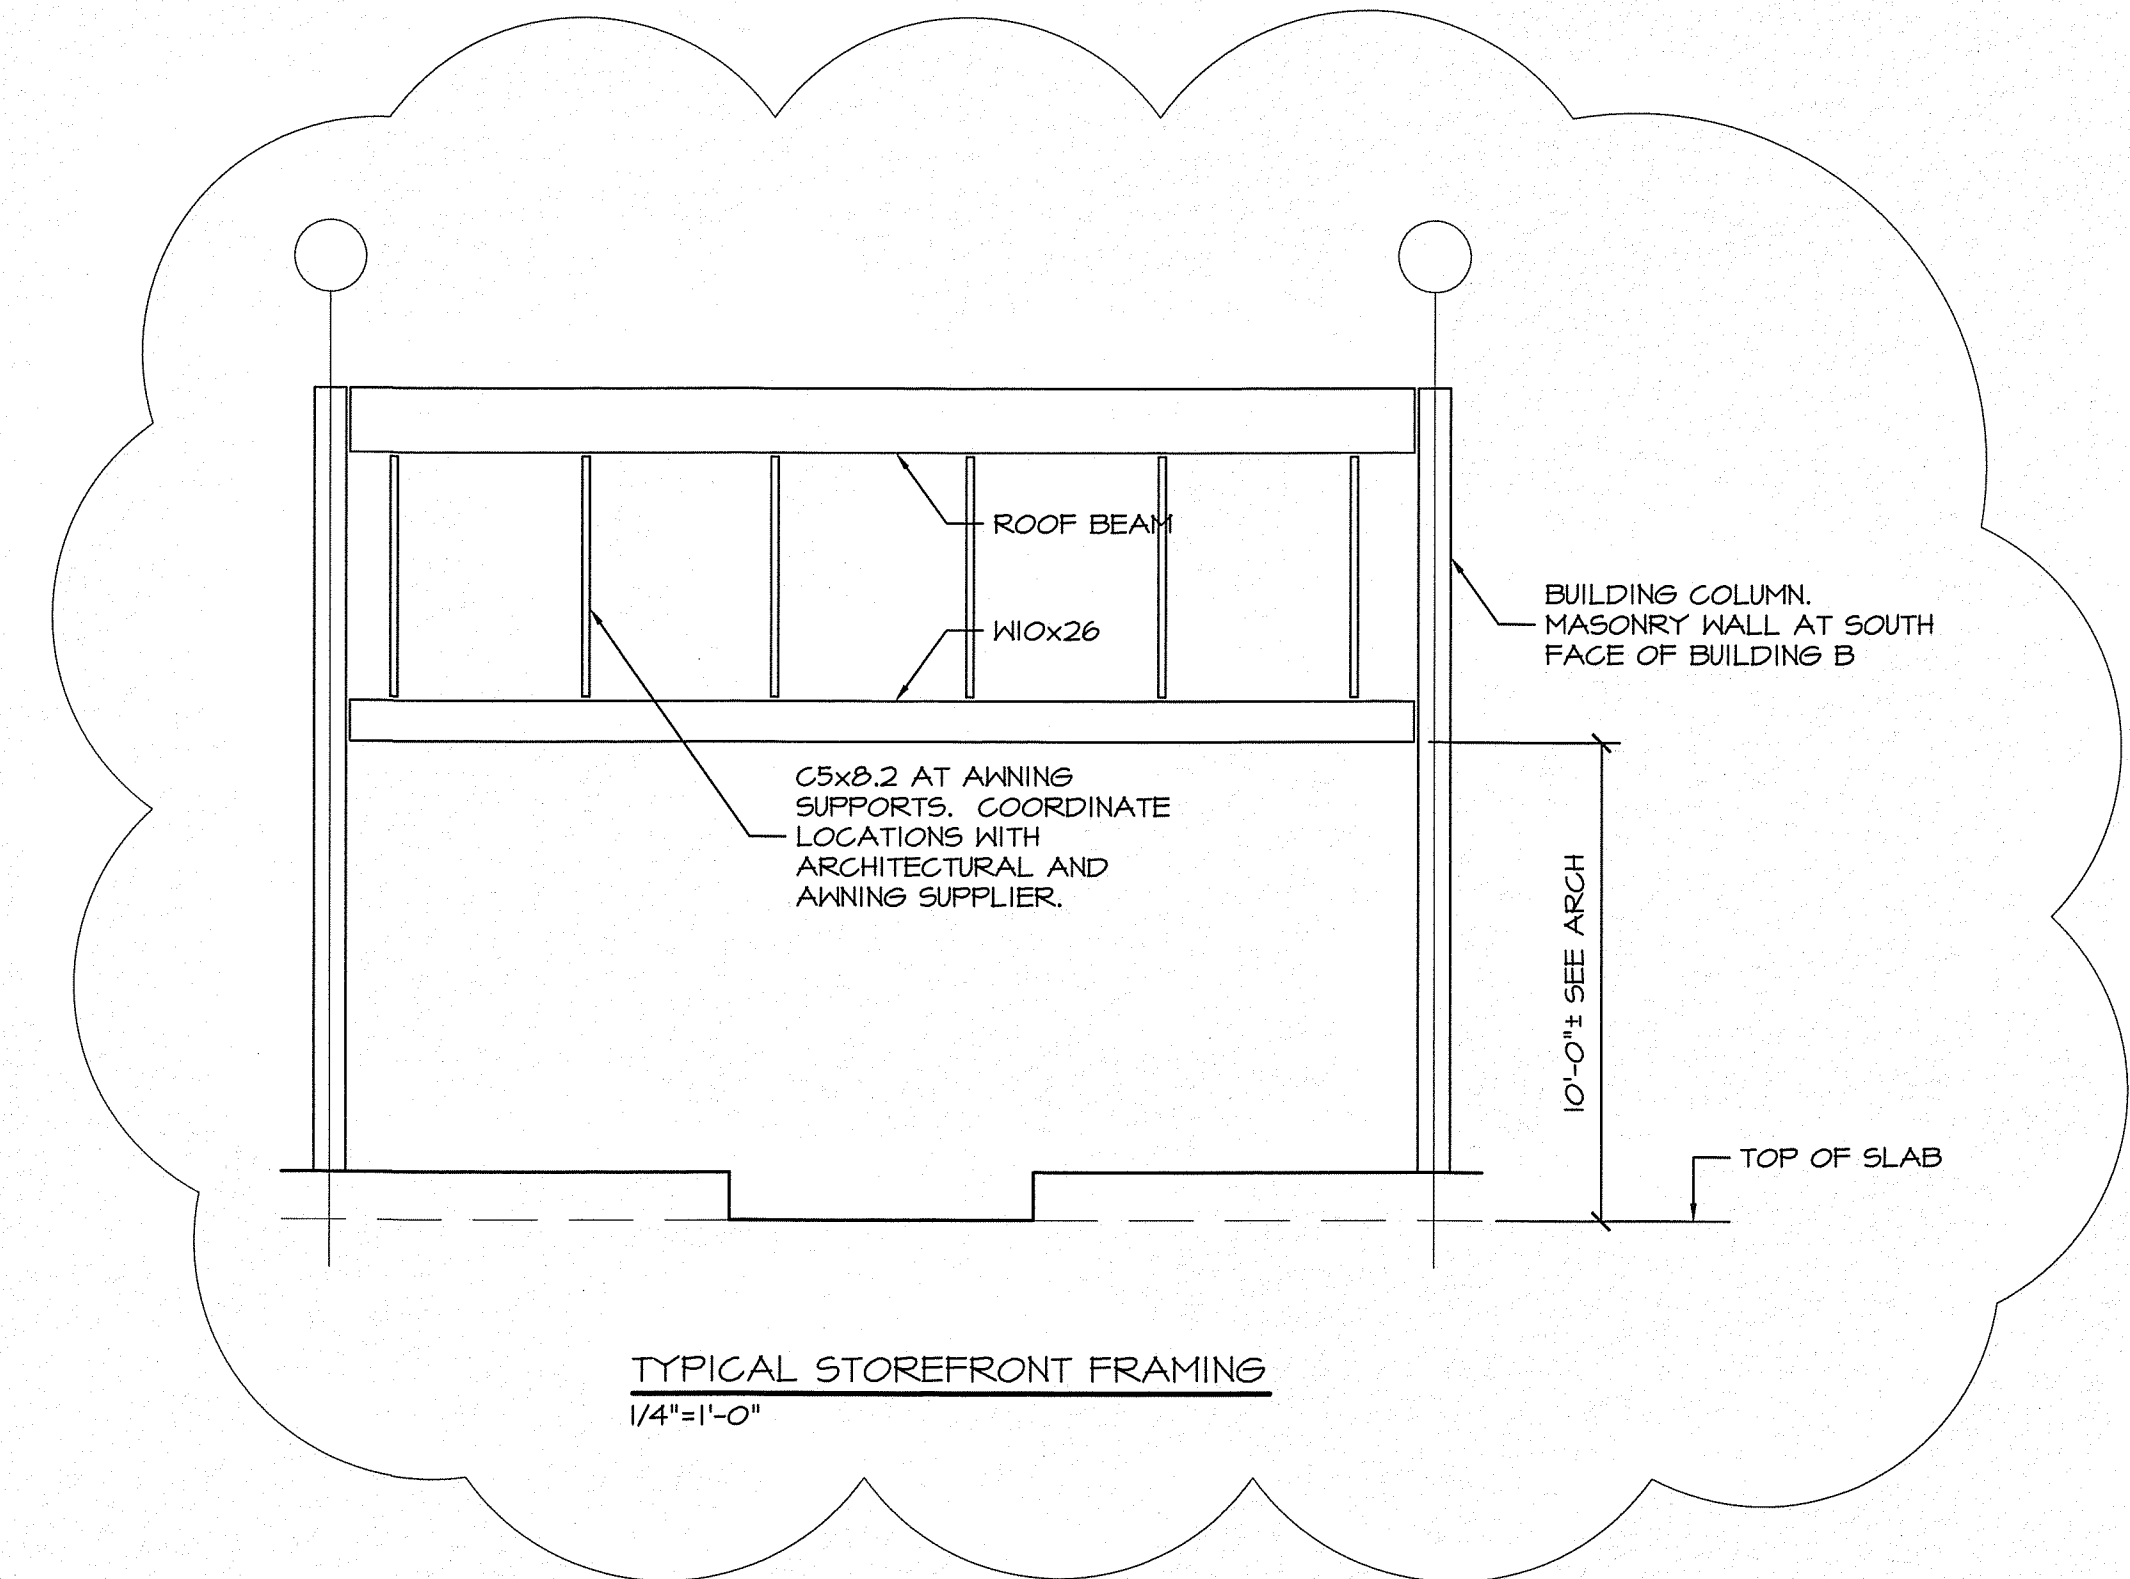 ROOF BEAM
W10x26
BUILDING COLUMN.
MASONRY WALL AT SOUTH
FACE OF BUILDING B
C5x8.2 AT AWNING
SUPPORTS. COORDINATE
LOCATIONS WITH
ARCHITECTURAL AND
AWNING SUPPLIER.
10'-0"± SEE ARCH
TOP OF SLAB
TYPICAL STOREFRONT FRAMING
1/4"=1'-0"